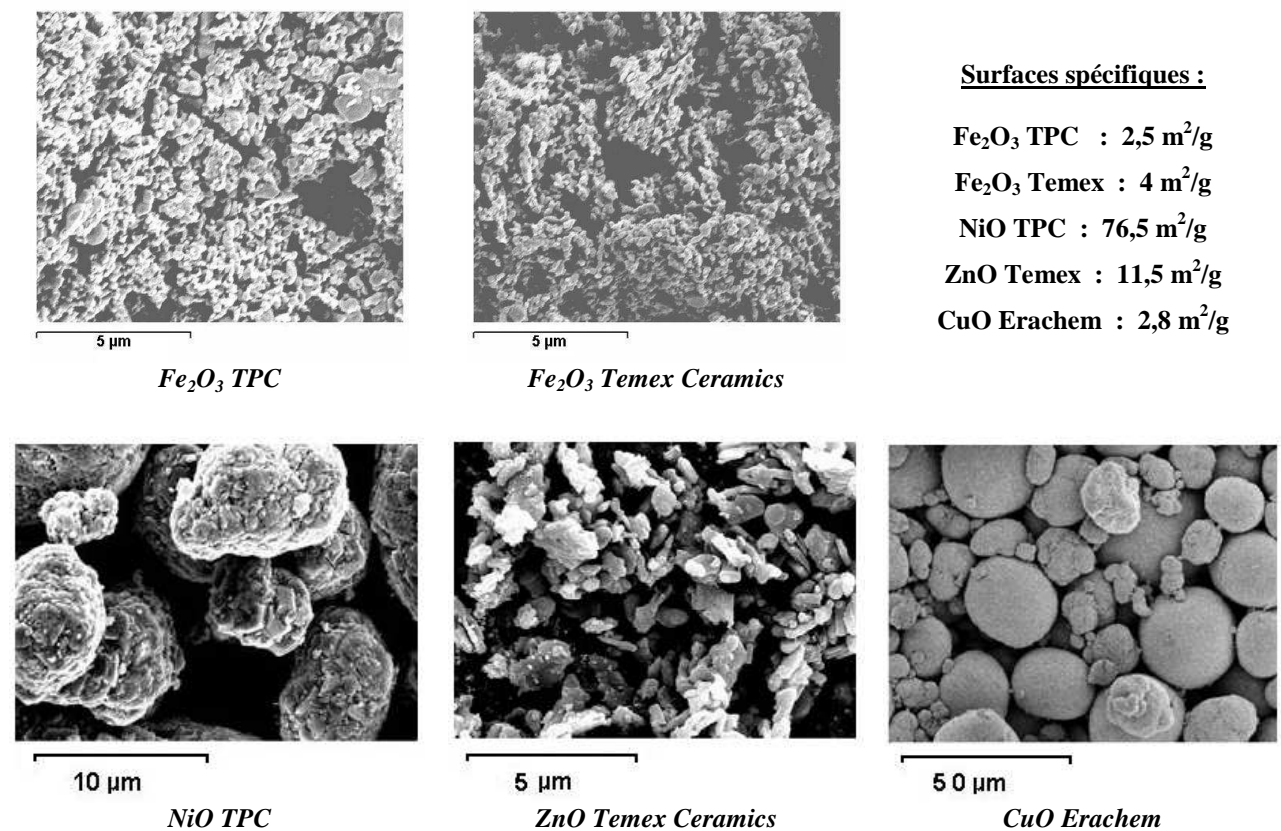 Surfaces spécifiques :
Fe₂O₃ TPC : 2,5 m²/g
Fe₂O₃ Temex : 4 m²/g
NiO TPC : 76,5 m²/g
ZnO Temex : 11,5 m²/g
CuO Erachem : 2,8 m²/g
5 µm
5 µm
Fe₂O₃ TPC
Fe₂O₃ Temex Ceramics
10 µm
5 µm
50 µm
NiO TPC
ZnO Temex Ceramics
CuO Erachem